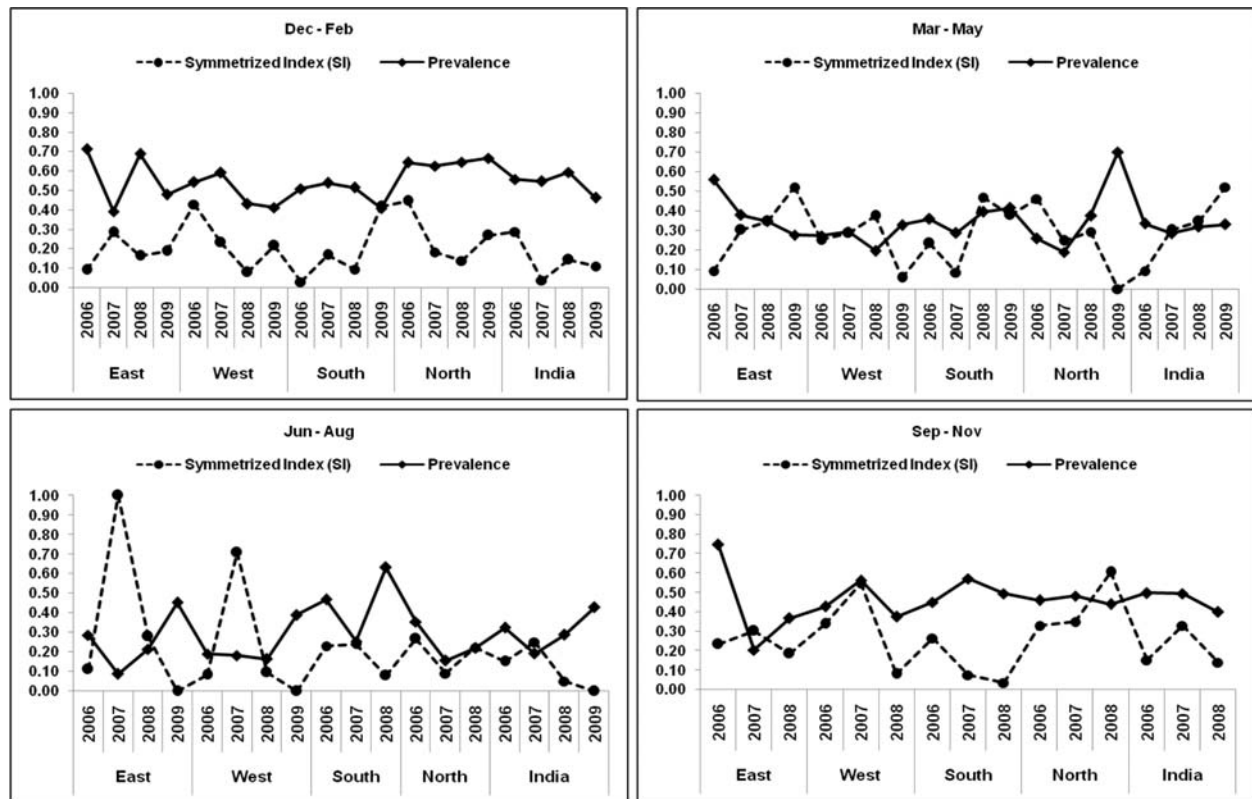 Dec - Feb
Symmetrized Index (SI) Prevalence
1.00
0.90
0.80
0.70
0.60
0.50
0.40
0.30
0.20
0.10
0.00
2006 2007 2008 2009 2006 2007 2008 2009 2006 2007 2008 2009 2006 2007 2008 2009 2006 2007 2008 2009
East West South North India
Mar - May
Symmetrized Index (SI) Prevalence
1.00
0.90
0.80
0.70
0.60
0.50
0.40
0.30
0.20
0.10
0.00
2006 2007 2008 2009 2006 2007 2008 2009 2006 2007 2008 2009 2006 2007 2008 2009 2006 2007 2008 2009
East West South North India
Jun - Aug
Symmetrized Index (SI) Prevalence
1.00
0.90
0.80
0.70
0.60
0.50
0.40
0.30
0.20
0.10
0.00
2006 2007 2008 2009 2006 2007 2008 2009 2006 2007 2008 2006 2007 2008 2006 2007 2008 2009
East West South North India
Sep - Nov
Symmetrized Index (SI) Prevalence
1.00
0.90
0.80
0.70
0.60
0.50
0.40
0.30
0.20
0.10
0.00
2006 2007 2008 2006 2007 2008 2006 2007 2008 2006 2007 2008 2006 2007 2008
East West South North India